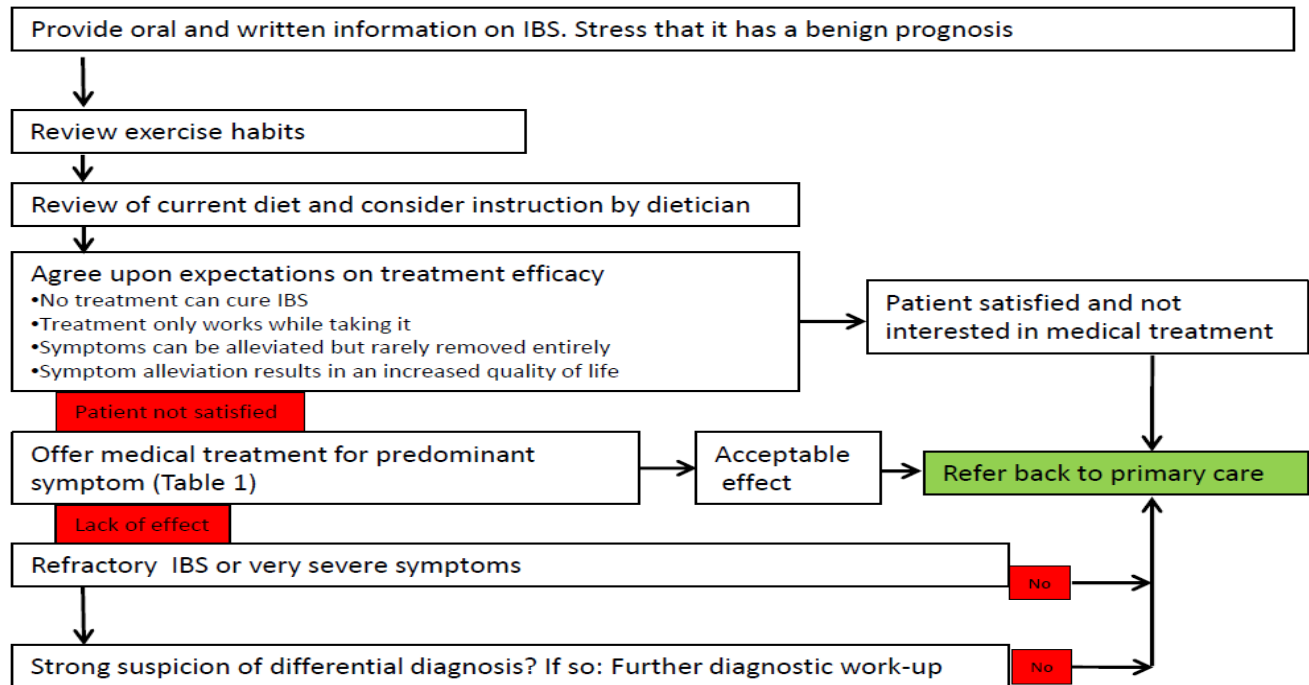 Provide oral and written information on IBS. Stress that it has a benign prognosis
Review exercise habits
Review of current diet and consider instruction by dietician
Agree upon expectations on treatment efficacy
•No treatment can cure IBS
•Treatment only works while taking it
•Symptoms can be alleviated but rarely removed entirely
•Symptom alleviation results in an increased quality of life
Patient satisfied and not
interested in medical treatment
Patient not satisfied
Offer medical treatment for predominant
symptom (Table 1)
Acceptable
effect
Refer back to primary care
Lack of effect
Refractory IBS or very severe symptoms
No
Strong suspicion of differential diagnosis? If so: Further diagnostic work-up
No